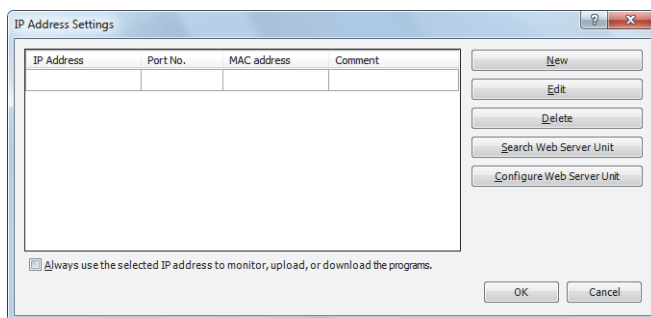 IP Address Settings
IP Address Port No. MAC address Comment
New
Edit
Delete
Search Web Server Unit
Configure Web Server Unit
Always use the selected IP address to monitor, upload, or download the programs.
OK Cancel